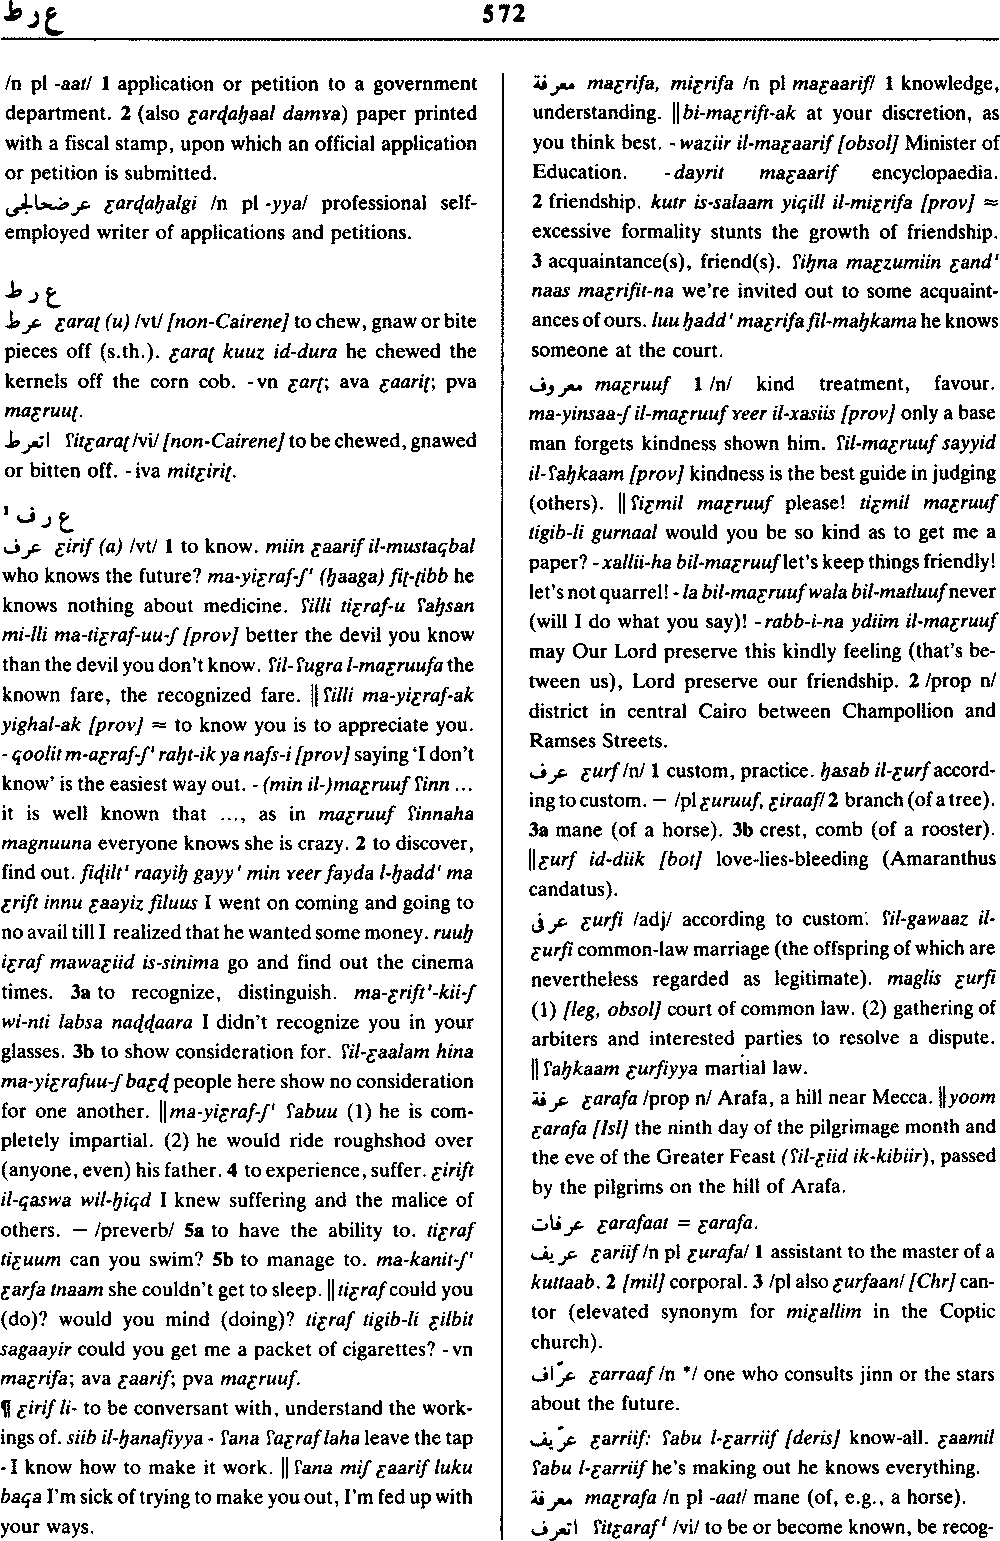 ع ر ط
572
/n pl -aat/ 1 application or petition to a government
department. 2 (also ɛarḍaḥaal damɣa) paper printed
with a fiscal stamp, upon which an official application
or petition is submitted.
عرضحالجى ɛarḍaḥalgi /n pl -yya/ professional self-
employed writer of applications and petitions.
ع ر ط
عرط ɛaraṭ (u) /vt/ [non-Cairene] to chew, gnaw or bite
pieces off (s.th.). ɛaraṭ kuuz id-dura he chewed the
kernels off the corn cob. -vn ɛarṭ; ava ɛaariṭ; pva
maɛruuṭ.
اتعرط ʕitɛaraṭ /vi/ [non-Cairene] to be chewed, gnawed
or bitten off. -iva mitɛiriṭ.
ع ر ف ¹
عرف ɛirif (a) /vt/ 1 to know. miin ɛaarif il-mustaqbal
who knows the future? ma-yiɛraf-ʃ' (ḥaaga) fiṭ-ṭibb he
knows nothing about medicine. ʕilli tiɛraf-u ʕaḥsan
mi-lli ma-tiɛraf-uu-ʃ [prov] better the devil you know
than the devil you don't know. ʕil-ʕugra l-maɛruufa the
known fare, the recognized fare. ‖ ʕilli ma-yiɛraf-ak
yighal-ak [prov] ≈ to know you is to appreciate you.
- qoolit m-aɛraf-ʃ' raḥt-ik ya nafs-i [prov] saying ‘I don't
know’ is the easiest way out. - (min il-)maɛruuf ʕinn ...
it is well known that ..., as in maɛruuf ʕinnaha
magnuuna everyone knows she is crazy. 2 to discover,
find out. fiḍilt' raayiḥ gayy' min ɣeer fayda l-ḥadd' ma
ɛrift innu ɛaayiz filuus I went on coming and going to
no avail till I realized that he wanted some money. ruuḥ
iɛraf mawaɛiid is-sinima go and find out the cinema
times. 3a to recognize, distinguish. ma-ɛrift'-kii-ʃ
wi-nti labsa naḍḍaara I didn't recognize you in your
glasses. 3b to show consideration for. ʕil-ɛaalam hina
ma-yiɛrafuu-ʃ baɛḍ people here show no consideration
for one another. ‖ ma-yiɛraf-ʃ' ʕabuu (1) he is com-
pletely impartial. (2) he would ride roughshod over
(anyone, even) his father. 4 to experience, suffer. ɛirift
il-qaswa wil-ḥiqd I knew suffering and the malice of
others. — /preverb/ 5a to have the ability to. tiɛraf
tiɛuum can you swim? 5b to manage to. ma-kanit-ʃ'
ɛarfa tnaam she couldn't get to sleep. ‖ tiɛraf could you
(do)? would you mind (doing)? tiɛraf tigib-li ɛilbit
sagaayir could you get me a packet of cigarettes? -vn
maɛrifa; ava ɛaarif; pva maɛruuf.
¶ ɛirif li- to be conversant with, understand the work-
ings of. siib il-ḥanafiyya - ʕana ʕaɛraf laha leave the tap
- I know how to make it work. ‖ ʕana miʃ ɛaarif luku
baqa I'm sick of trying to make you out, I'm fed up with
your ways.
معرفة maɛrifa, miɛrifa /n pl maɛaarif/ 1 knowledge,
understanding. ‖ bi-maɛrift-ak at your discretion, as
you think best. - waziir il-maɛaarif [obsol] Minister of
Education. -dayrit maɛaarif encyclopaedia.
2 friendship. kutr is-salaam yiqill il-miɛrifa [prov] ≈
excessive formality stunts the growth of friendship.
3 acquaintance(s), friend(s). ʕiḥna maɛzumiin ɛand'
naas maɛrifit-na we're invited out to some acquaint-
ances of ours. luu ḥadd' maɛrifa fil-maḥkama he knows
someone at the court.
معروف maɛruuf 1 /n/ kind treatment, favour.
ma-yinsaa-ʃ il-maɛruuf ɣeer il-xasiis [prov] only a base
man forgets kindness shown him. ʕil-maɛruuf sayyid
il-ʕaḥkaam [prov] kindness is the best guide in judging
(others). ‖ ʕiɛmil maɛruuf please! tiɛmil maɛruuf
tigib-li gurnaal would you be so kind as to get me a
paper? - xallii-ha bil-maɛruuf let's keep things friendly!
let's not quarrel! - la bil-maɛruuf wala bil-matluuf never
(will I do what you say)! - rabb-i-na ydiim il-maɛruuf
may Our Lord preserve this kindly feeling (that's be-
tween us), Lord preserve our friendship. 2 /prop n/
district in central Cairo between Champollion and
Ramses Streets.
عرف ɛurf /n/ 1 custom, practice. ḥasab il-ɛurf accord-
ing to custom. — /pl ɛuruuf, ɛiraaf/ 2 branch (of a tree).
3a mane (of a horse). 3b crest, comb (of a rooster).
‖ ɛurf id-diik [bot] love-lies-bleeding (Amaranthus
candatus).
عرفى ɛurfi /adj/ according to custom. ʕil-gawaaz il-
ɛurfi common-law marriage (the offspring of which are
nevertheless regarded as legitimate). maglis ɛurfi
(1) [leg, obsol] court of common law. (2) gathering of
arbiters and interested parties to resolve a dispute.
‖ ʕaḥkaam ɛurfiyya martial law.
عرفة ɛarafa /prop n/ Arafa, a hill near Mecca. ‖ yoom
ɛarafa [Isl] the ninth day of the pilgrimage month and
the eve of the Greater Feast (ʕil-ɛiid ik-kibiir), passed
by the pilgrims on the hill of Arafa.
عرفات ɛarafaat = ɛarafa.
عريف ɛariif /n pl ɛurafa/ 1 assistant to the master of a
kuttaab. 2 [mil] corporal. 3 /pl also ɛurfaan/ [Chr] can-
tor (elevated synonym for miɛallim in the Coptic
church).
عرّاف ɛarraaf /n */ one who consults jinn or the stars
about the future.
عرّيف ɛarriif: ʕabu l-ɛarriif [deris] know-all. ɛaamil
ʕabu l-ɛarriif he's making out he knows everything.
معرفة maɛrafa /n pl -aat/ mane (of, e.g., a horse).
اتعرف ʕitɛaraf¹ /vi/ to be or become known, be recog-